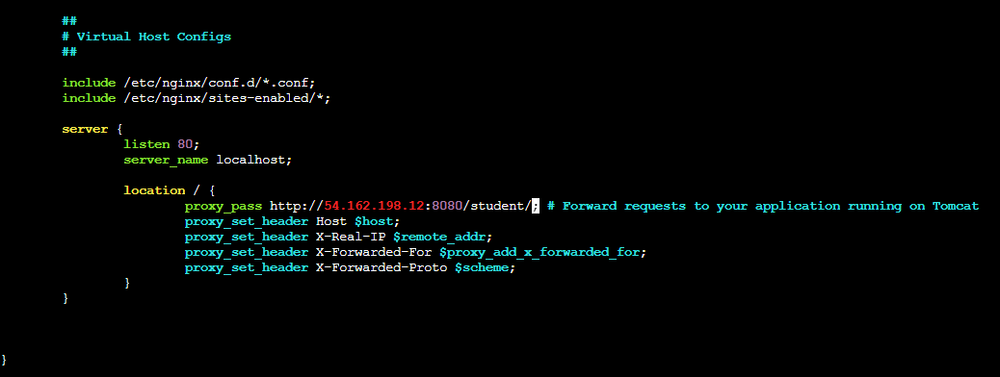 ##
# Virtual Host Configs
##
include /etc/nginx/conf.d/*.conf;
include /etc/nginx/sites-enabled/*;
server {
listen 80;
server_name localhost;
location / {
proxy_pass http://54.162.198.12:8080/student/; # Forward requests to your application running on Tomcat
proxy_set_header Host $host;
proxy_set_header X-Real-IP $remote_addr;
proxy_set_header X-Forwarded-For $proxy_add_x_forwarded_for;
proxy_set_header X-Forwarded-Proto $scheme;
}
}
}